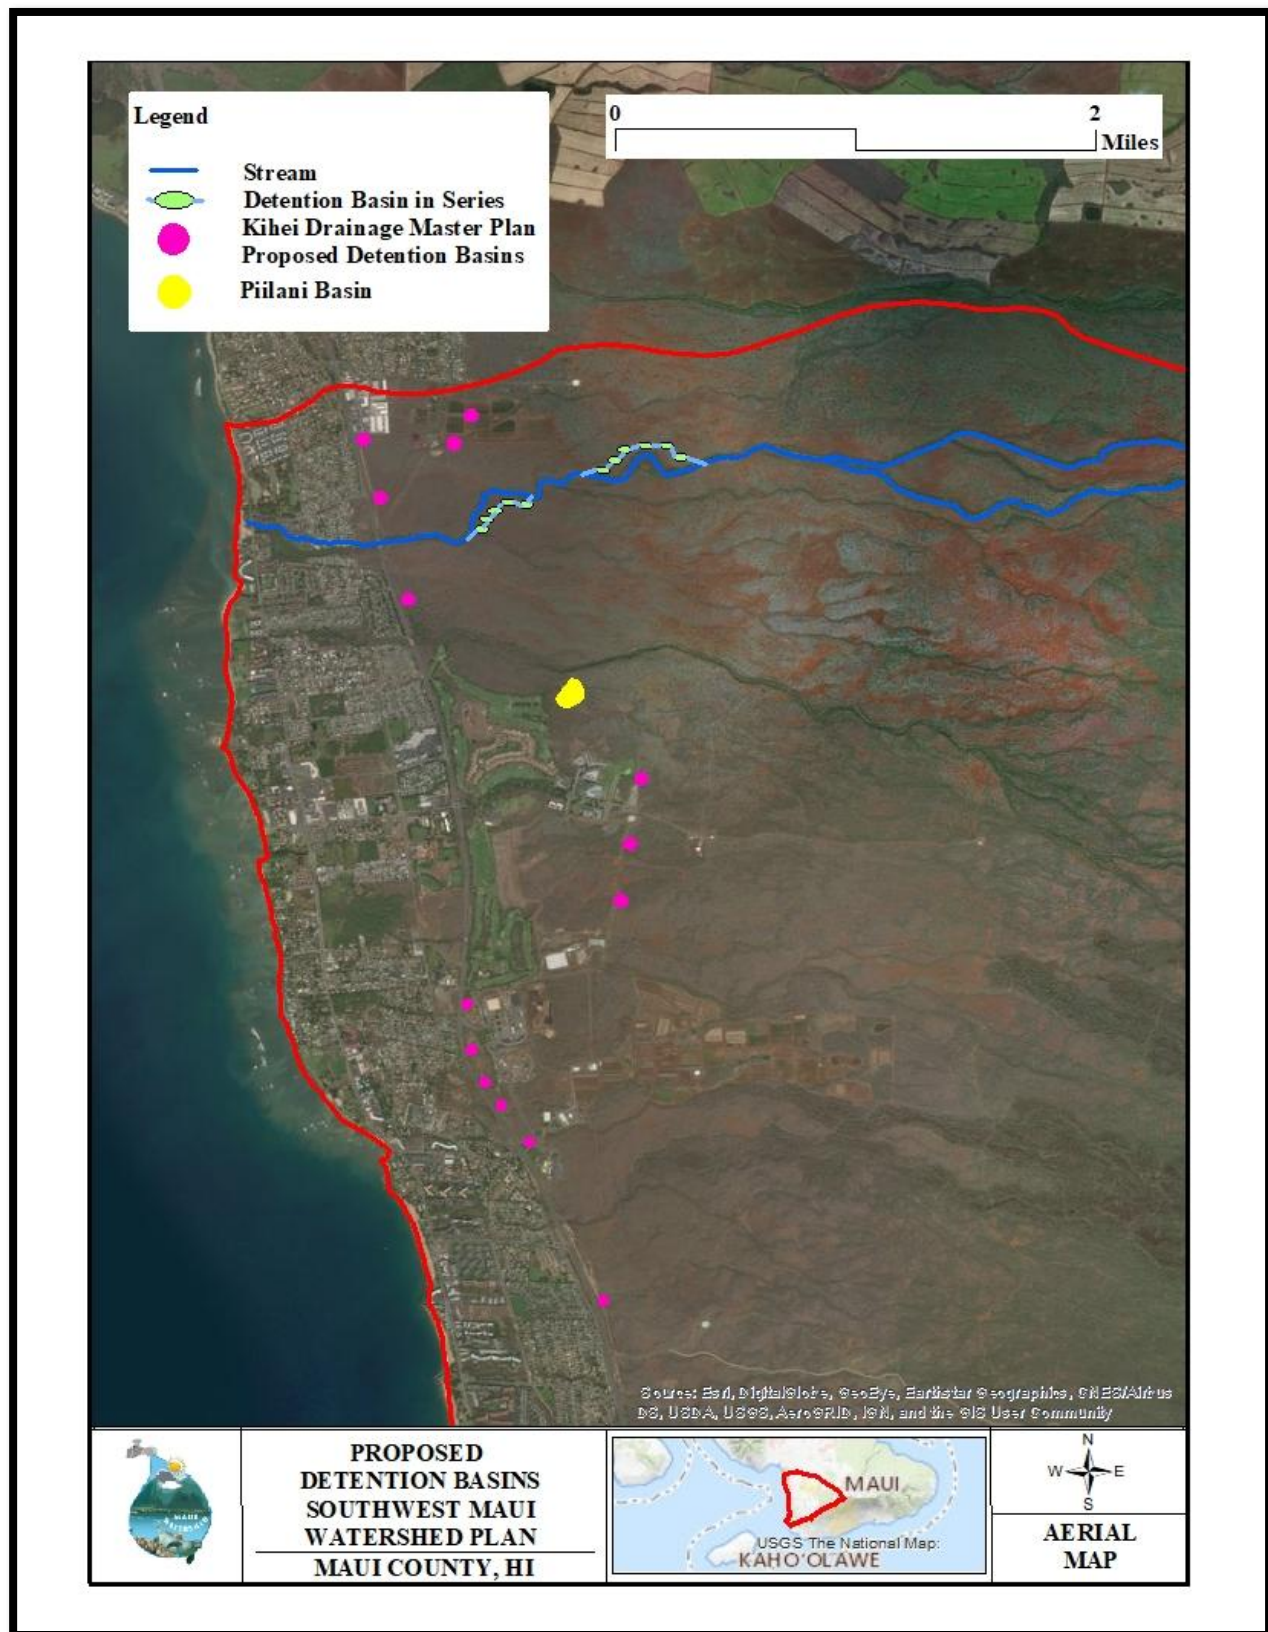 Legend
Stream
Detention Basin in Series
Kihei Drainage Master Plan
Proposed Detention Basins
Piilani Basin
0 2
Miles
Source: Esri, DigitalGlobe, GeoEye, Earthstar Geographics, CNES/Airbus
DS, USDA, USGS, AeroGRID, IGN, and the GIS User Community
PROPOSED
DETENTION BASINS
SOUTHWEST MAUI
WATERSHED PLAN
MAUI COUNTY, HI
MAUI
MAUI
USGS The National Map:
KAHO'OLAWE
N
W E
S
AERIAL
MAP